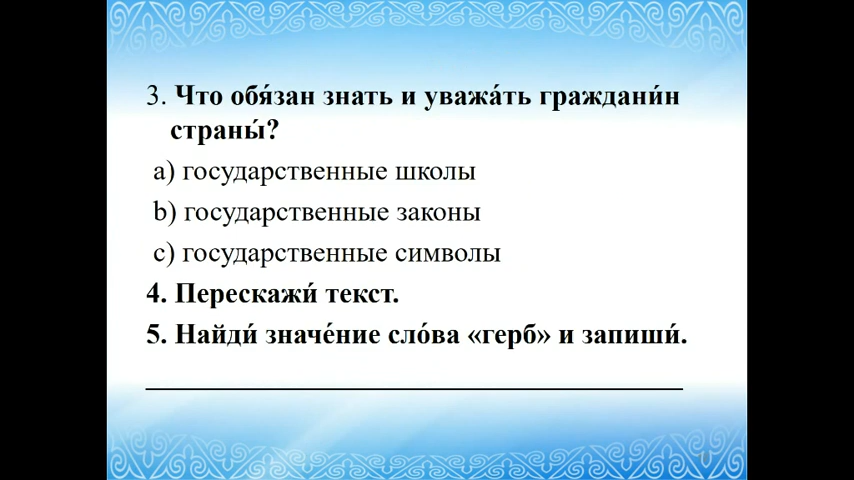 3. Что обя́зан знать и уважа́ть граждани́н
страны́?
a) государственные школы
b) государственные законы
c) государственные символы
4. Перескажи́ текст.
5. Найди́ значе́ние сло́ва «герб» и запиши́.